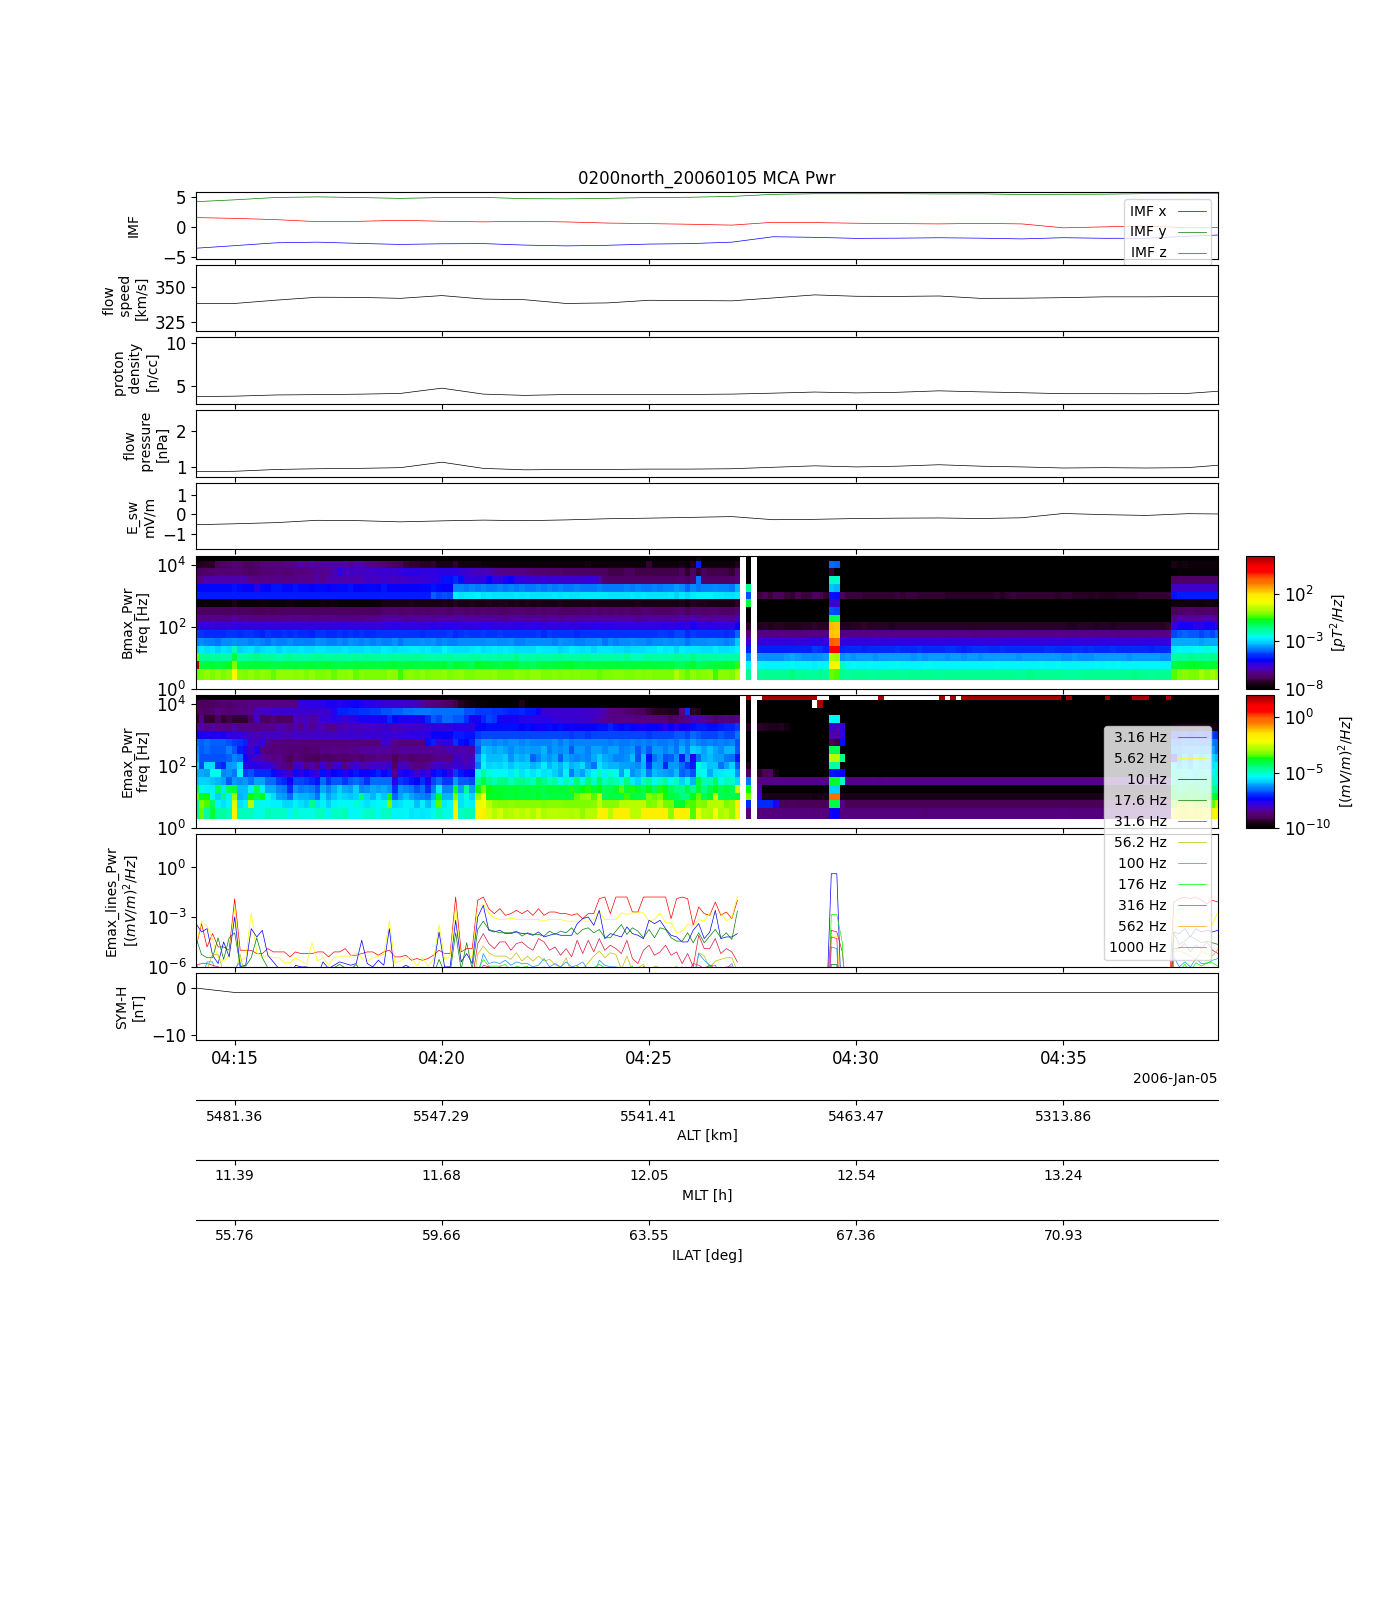 0200north_20060105 MCA Pwr
5
0
−5
IMF
IMF x
IMF y
IMF z
350
325
flow
speed
[km/s]
10
5
proton
density
[n/cc]
2
1
flow
pressure
[nPa]
1
0
−1
E_sw
mV/m
10^4
10^2
10^0
Bmax_Pwr
freq [Hz]
10^2
10^−3
10^−8
[pT^2/Hz]
10^4
10^2
10^0
Emax_Pwr
freq [Hz]
10^0
10^−5
10^−10
[(mV/m)^2/Hz]
3.16 Hz
5.62 Hz
10 Hz
17.6 Hz
31.6 Hz
56.2 Hz
100 Hz
176 Hz
316 Hz
562 Hz
1000 Hz
10^0
10^−3
10^−6
Emax_lines_Pwr
[(mV/m)^2/Hz]
0
−10
SYM-H
[nT]
04:15 04:20 04:25 04:30 04:35
2006-Jan-05
5481.36 5547.29 5541.41 5463.47 5313.86
ALT [km]
11.39 11.68 12.05 12.54 13.24
MLT [h]
55.76 59.66 63.55 67.36 70.93
ILAT [deg]